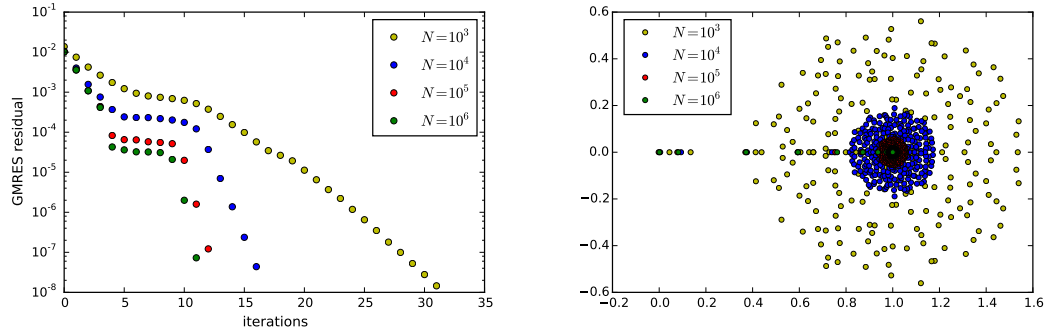 10^-1
10^-2
10^-3
10^-4
10^-5
10^-6
10^-7
10^-8
GMRES residual
0 5 10 15 20 25 30 35
iterations
N=10^3
N=10^4
N=10^5
N=10^6
0.6
0.4
0.2
0.0
−0.2
−0.4
−0.6
−0.2 0.0 0.2 0.4 0.6 0.8 1.0 1.2 1.4 1.6
N=10^3
N=10^4
N=10^5
N=10^6